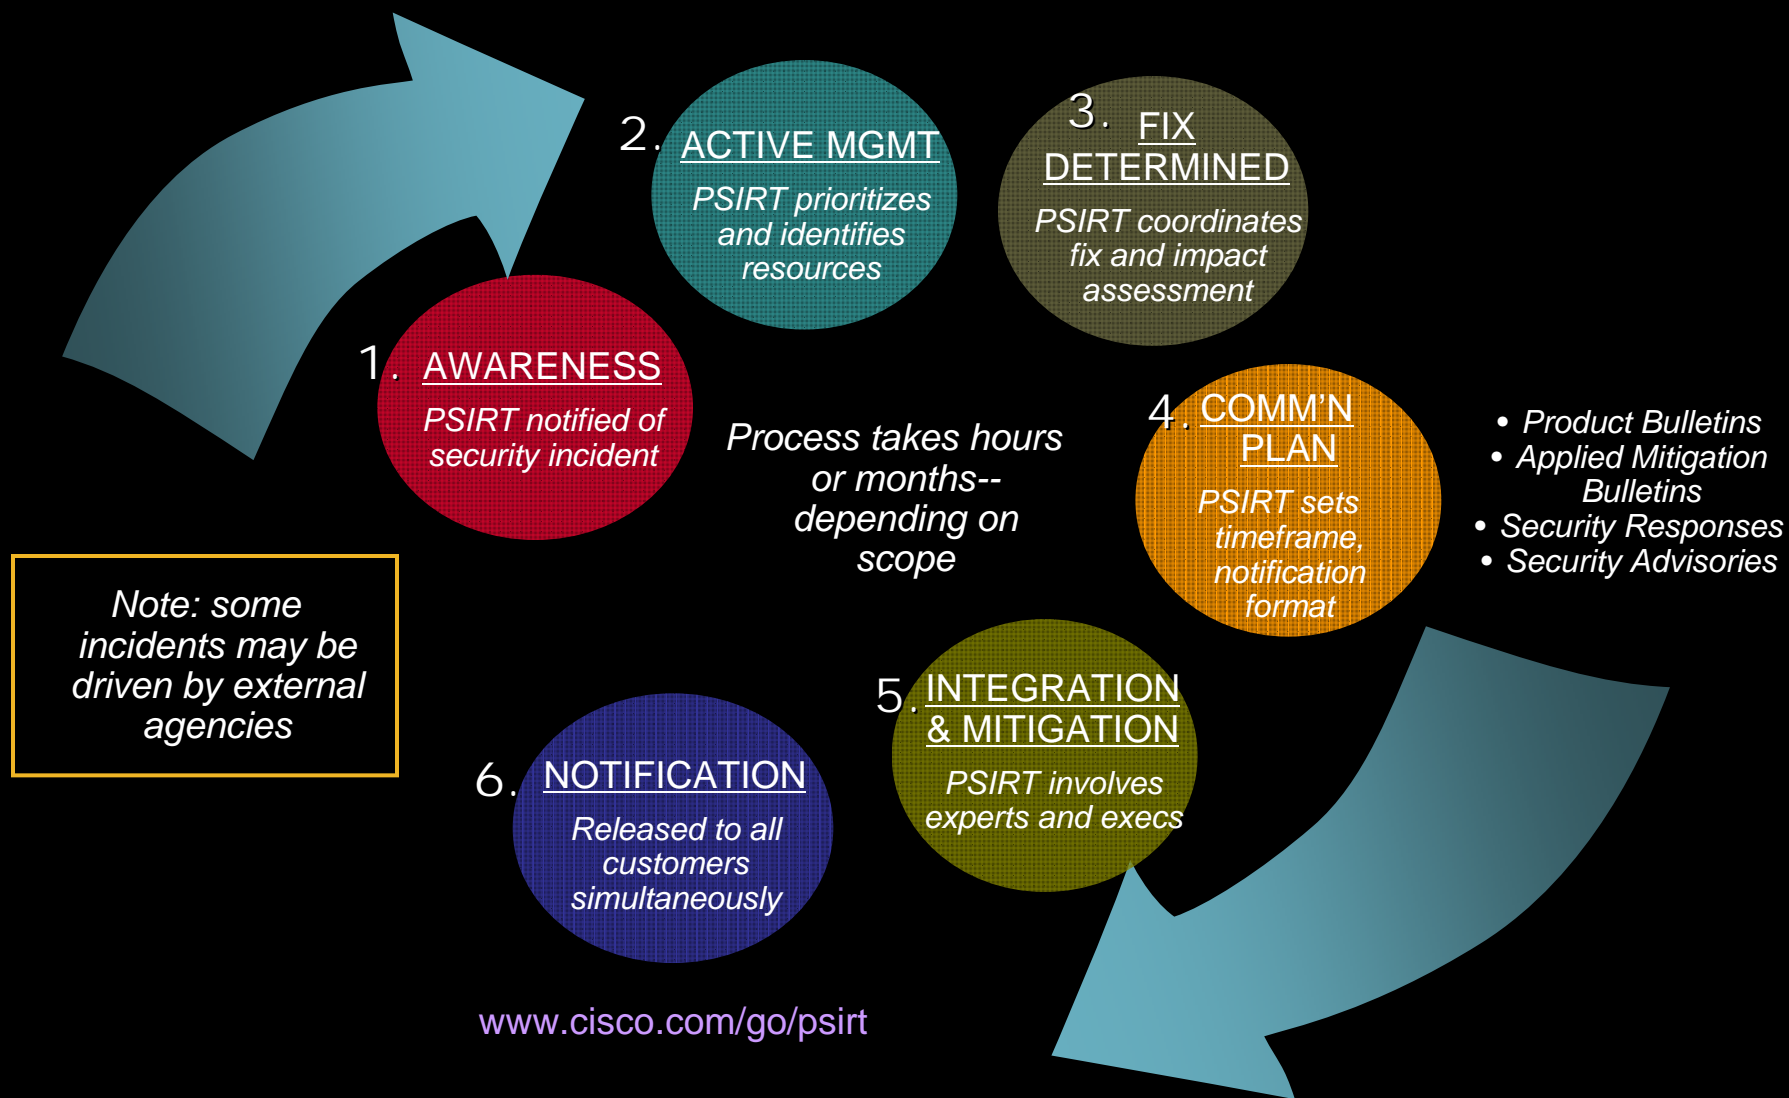 1. AWARENESS
PSIRT notified of
security incident
2. ACTIVE MGMT
PSIRT prioritizes
and identifies
resources
3. FIX
DETERMINED
PSIRT coordinates
fix and impact
assessment
4. COMM’N
PLAN
PSIRT sets
timeframe,
notification
format
• Product Bulletins
• Applied Mitigation
Bulletins
• Security Responses
• Security Advisories
Process takes hours
or months--
depending on
scope
5. INTEGRATION
& MITIGATION
PSIRT involves
experts and execs
6. NOTIFICATION
Released to all
customers
simultaneously
Note: some
incidents may be
driven by external
agencies
www.cisco.com/go/psirt